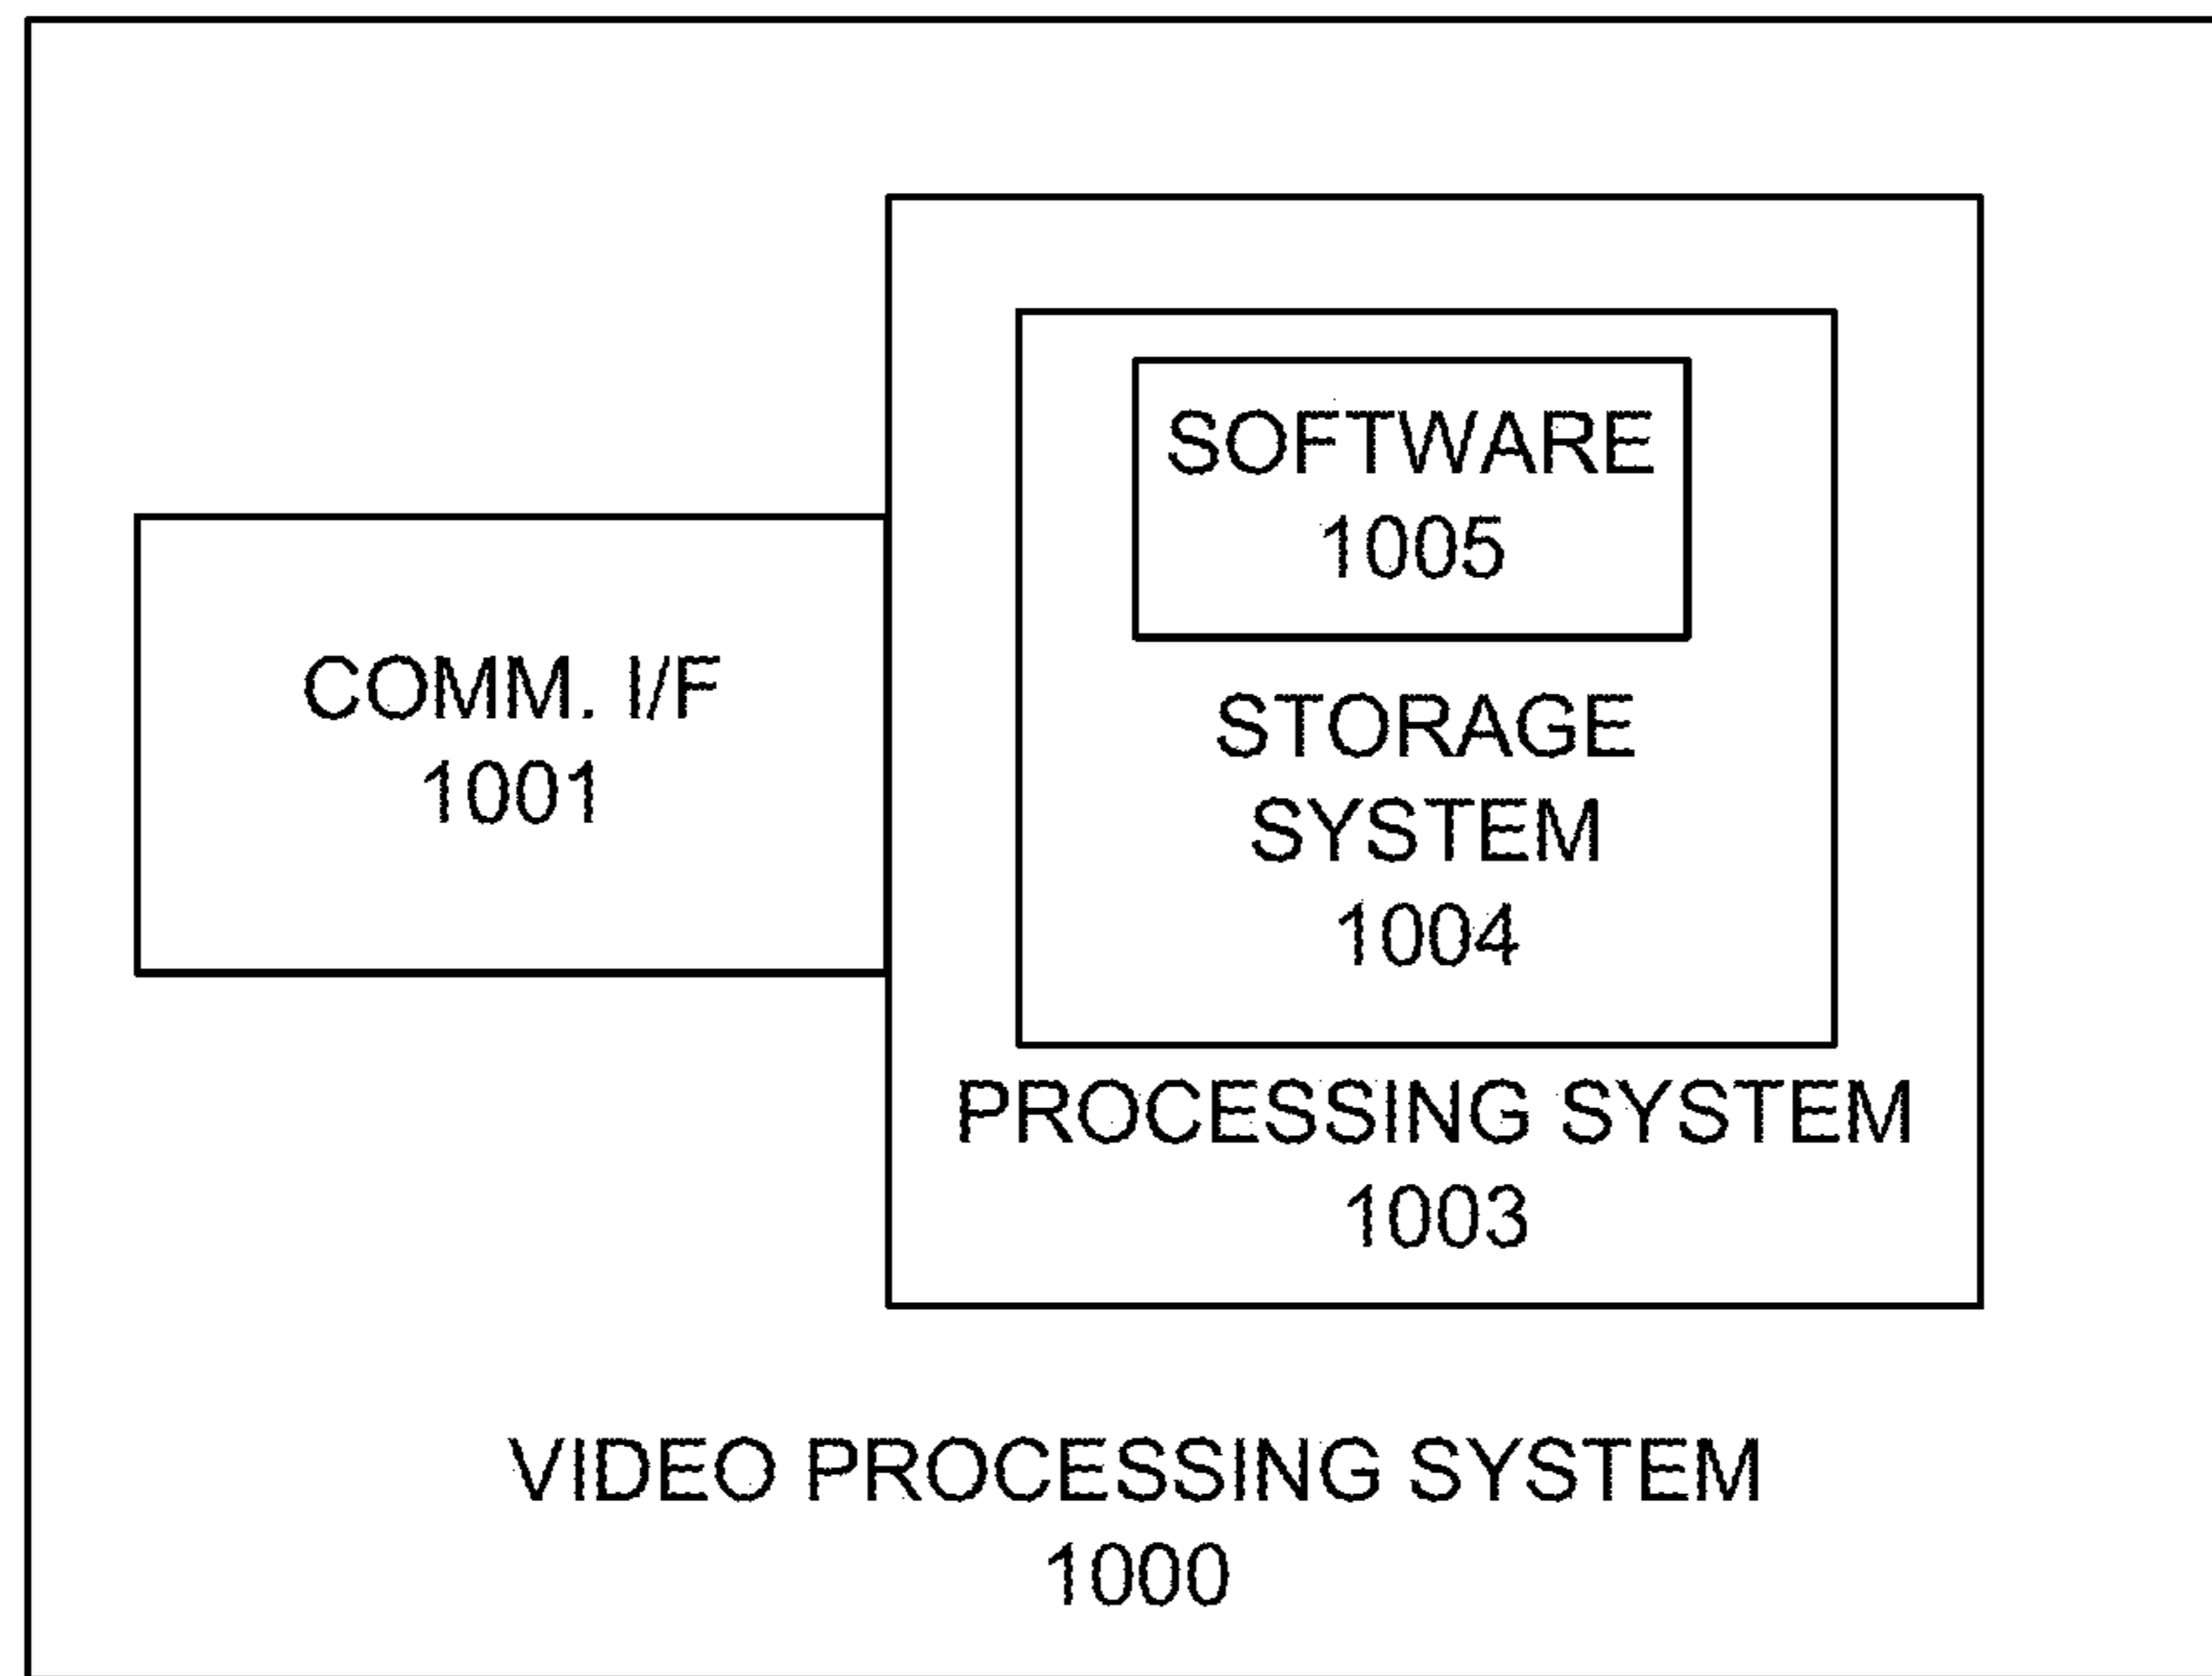 SOFTWARE
1005
COMM. I/F
1001
STORAGE
SYSTEM
1004
PROCESSING SYSTEM
1003
VIDEO PROCESSING SYSTEM
1000